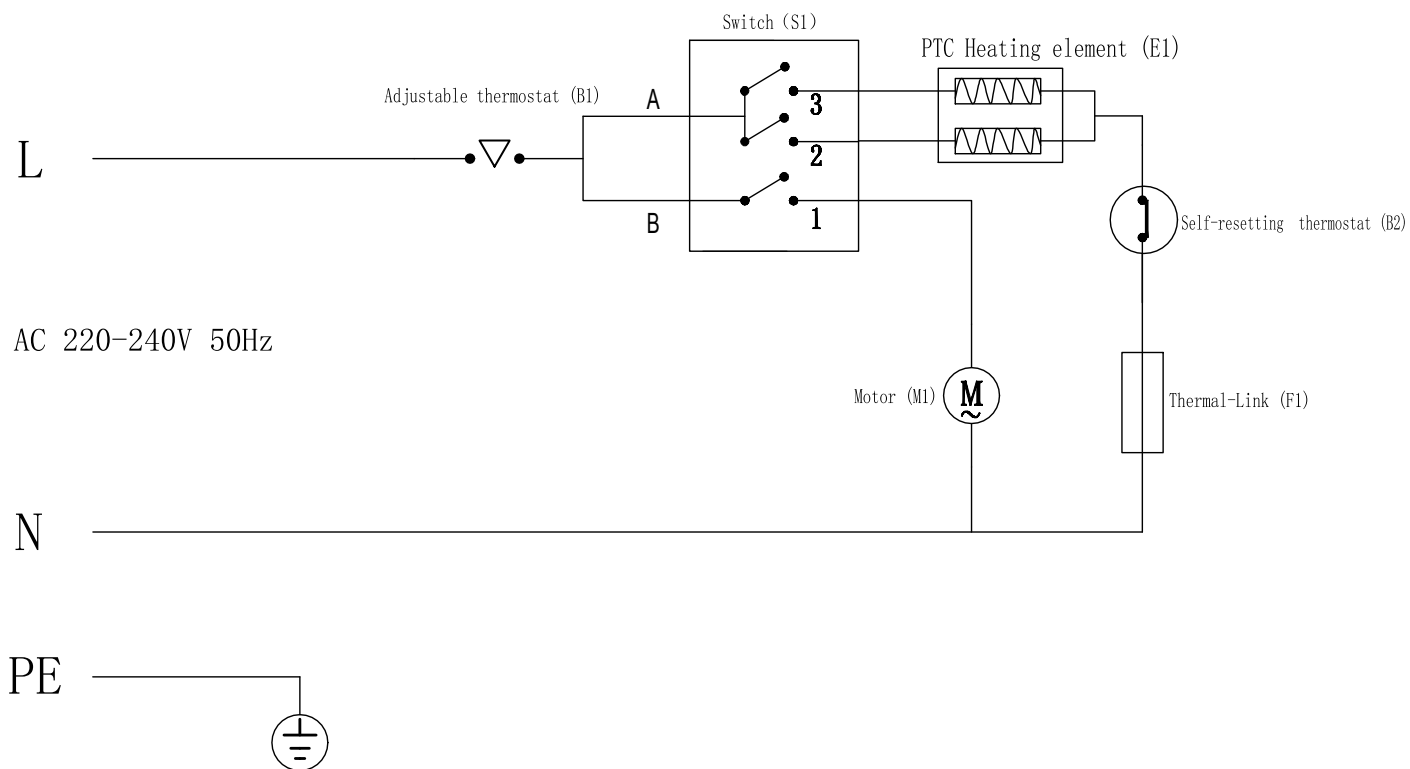 Switch (S1)
PTC Heating element (E1)
Adjustable thermostat (B1)
A
3
L
2
B
1
Self-resetting thermostat (B2)
AC 220-240V 50Hz
Motor (M1)
M
~
Thermal-Link (F1)
N
PE